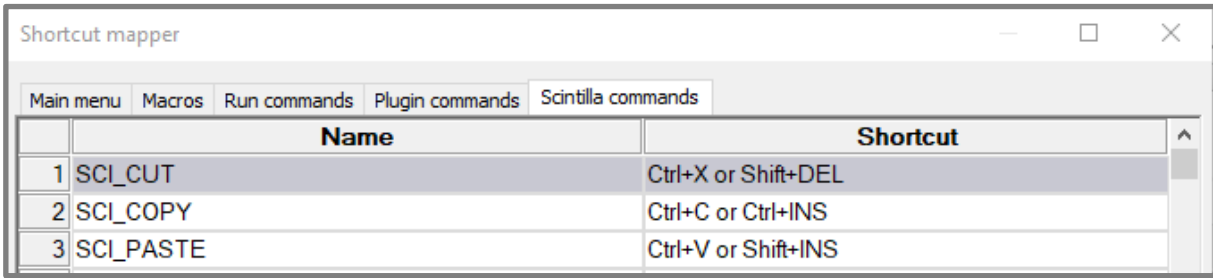 Shortcut mapper
Main menu Macros Run commands Plugin commands Scintilla commands
Name Shortcut
1 SCI_CUT Ctrl+X or Shift+DEL
2 SCI_COPY Ctrl+C or Ctrl+INS
3 SCI_PASTE Ctrl+V or Shift+INS